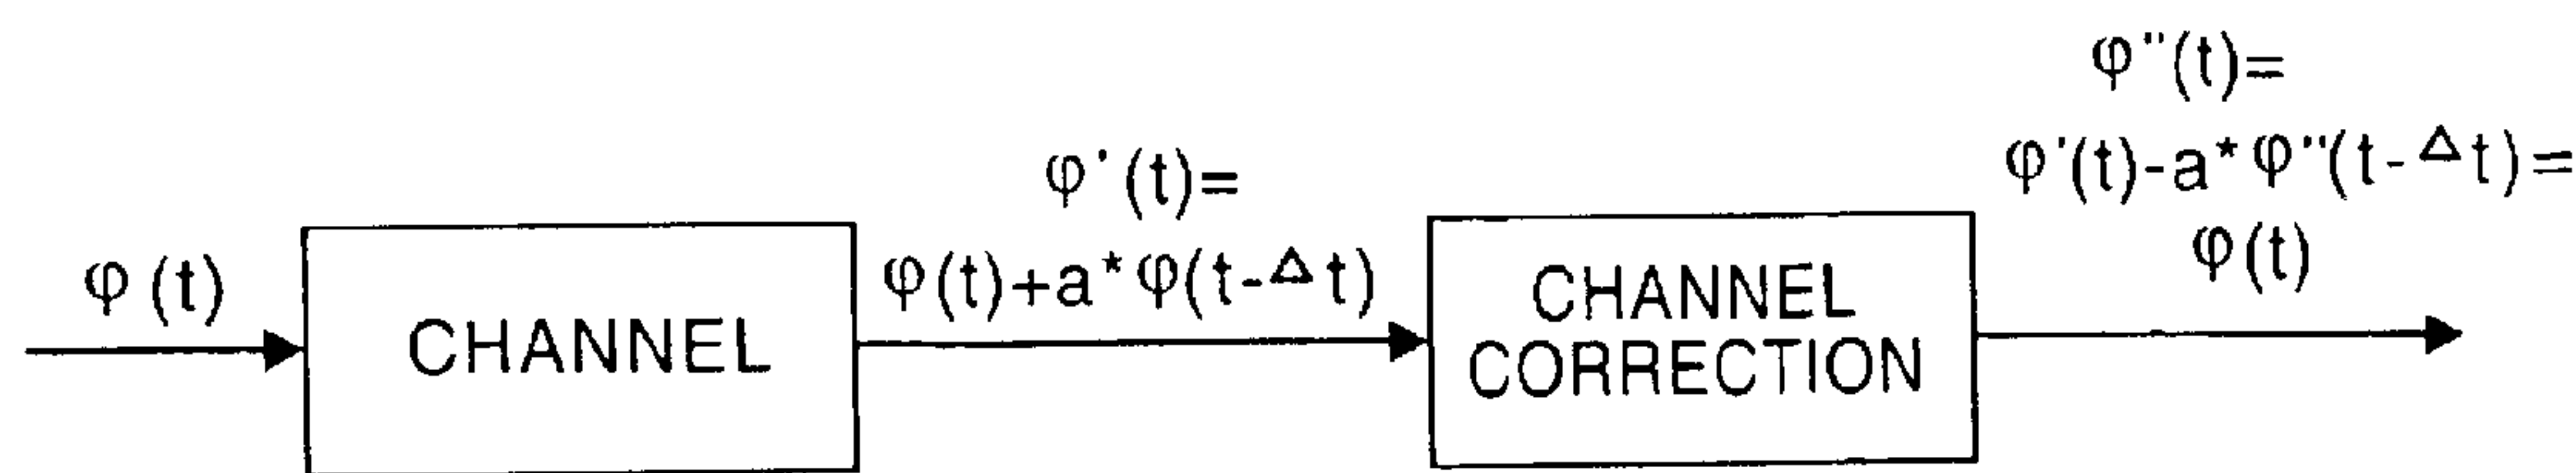 φ (t)
CHANNEL
φ'(t)=
φ(t)+a*φ(t-Δt)
CHANNEL
CORRECTION
φ"(t)=
φ'(t)-a*φ"(t-Δt)=
φ(t)